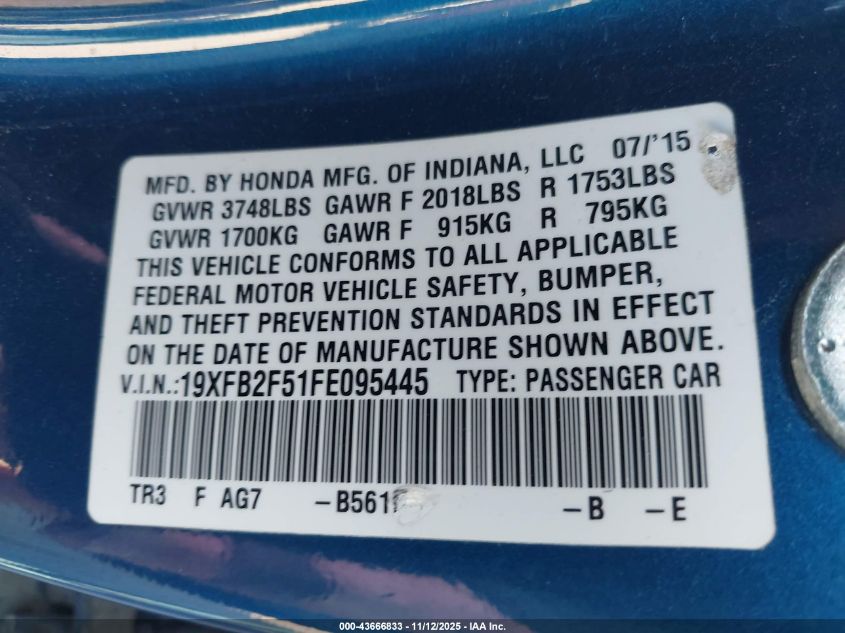 MFD. BY HONDA MFG. OF INDIANA, LLC 07/'15
GVWR 3748LBS GAWR F 2018LBS R 1753LBS
GVWR 1700KG GAWR F 915KG R 795KG
THIS VEHICLE CONFORMS TO ALL APPLICABLE
FEDERAL MOTOR VEHICLE SAFETY, BUMPER,
AND THEFT PREVENTION STANDARDS IN EFFECT
ON THE DATE OF MANUFACTURE SHOWN ABOVE.
V.I.N.:19XFB2F51FE095445 TYPE: PASSENGER CAR
TR3 F AG7 -B561 -B -E
000-43666833 - 11/12/2025 - IAA Inc.